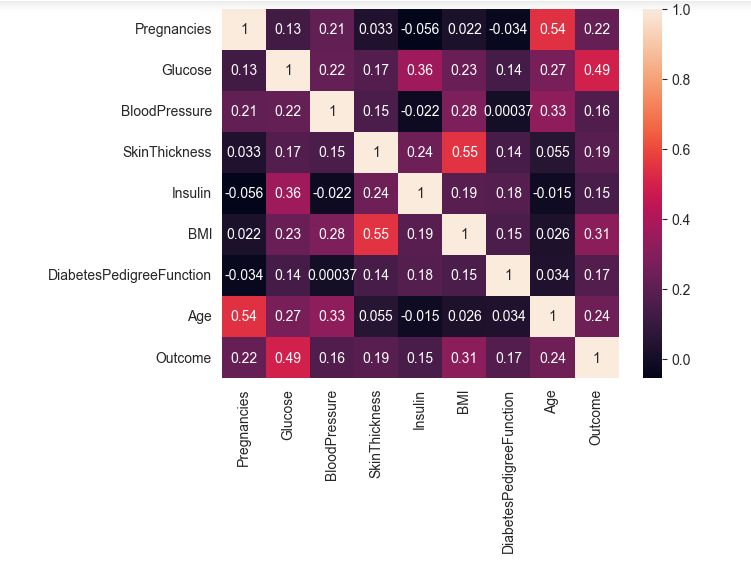 Pregnancies 1 0.13 0.21 0.033 -0.056 0.022 -0.034 0.54 0.22
Glucose 0.13 1 0.22 0.17 0.36 0.23 0.14 0.27 0.49
BloodPressure 0.21 0.22 1 0.15 -0.022 0.28 0.00037 0.33 0.16
SkinThickness 0.033 0.17 0.15 1 0.24 0.55 0.14 0.055 0.19
Insulin -0.056 0.36 -0.022 0.24 1 0.19 0.18 -0.015 0.15
BMI 0.022 0.23 0.28 0.55 0.19 1 0.15 0.026 0.31
DiabetesPedigreeFunction -0.034 0.14 0.00037 0.14 0.18 0.15 1 0.034 0.17
Age 0.54 0.27 0.33 0.055 -0.015 0.026 0.034 1 0.24
Outcome 0.22 0.49 0.16 0.19 0.15 0.31 0.17 0.24 1
Pregnancies
Glucose
BloodPressure
SkinThickness
Insulin
BMI
DiabetesPedigreeFunction
Age
Outcome
1.0
0.8
0.6
0.4
0.2
0.0